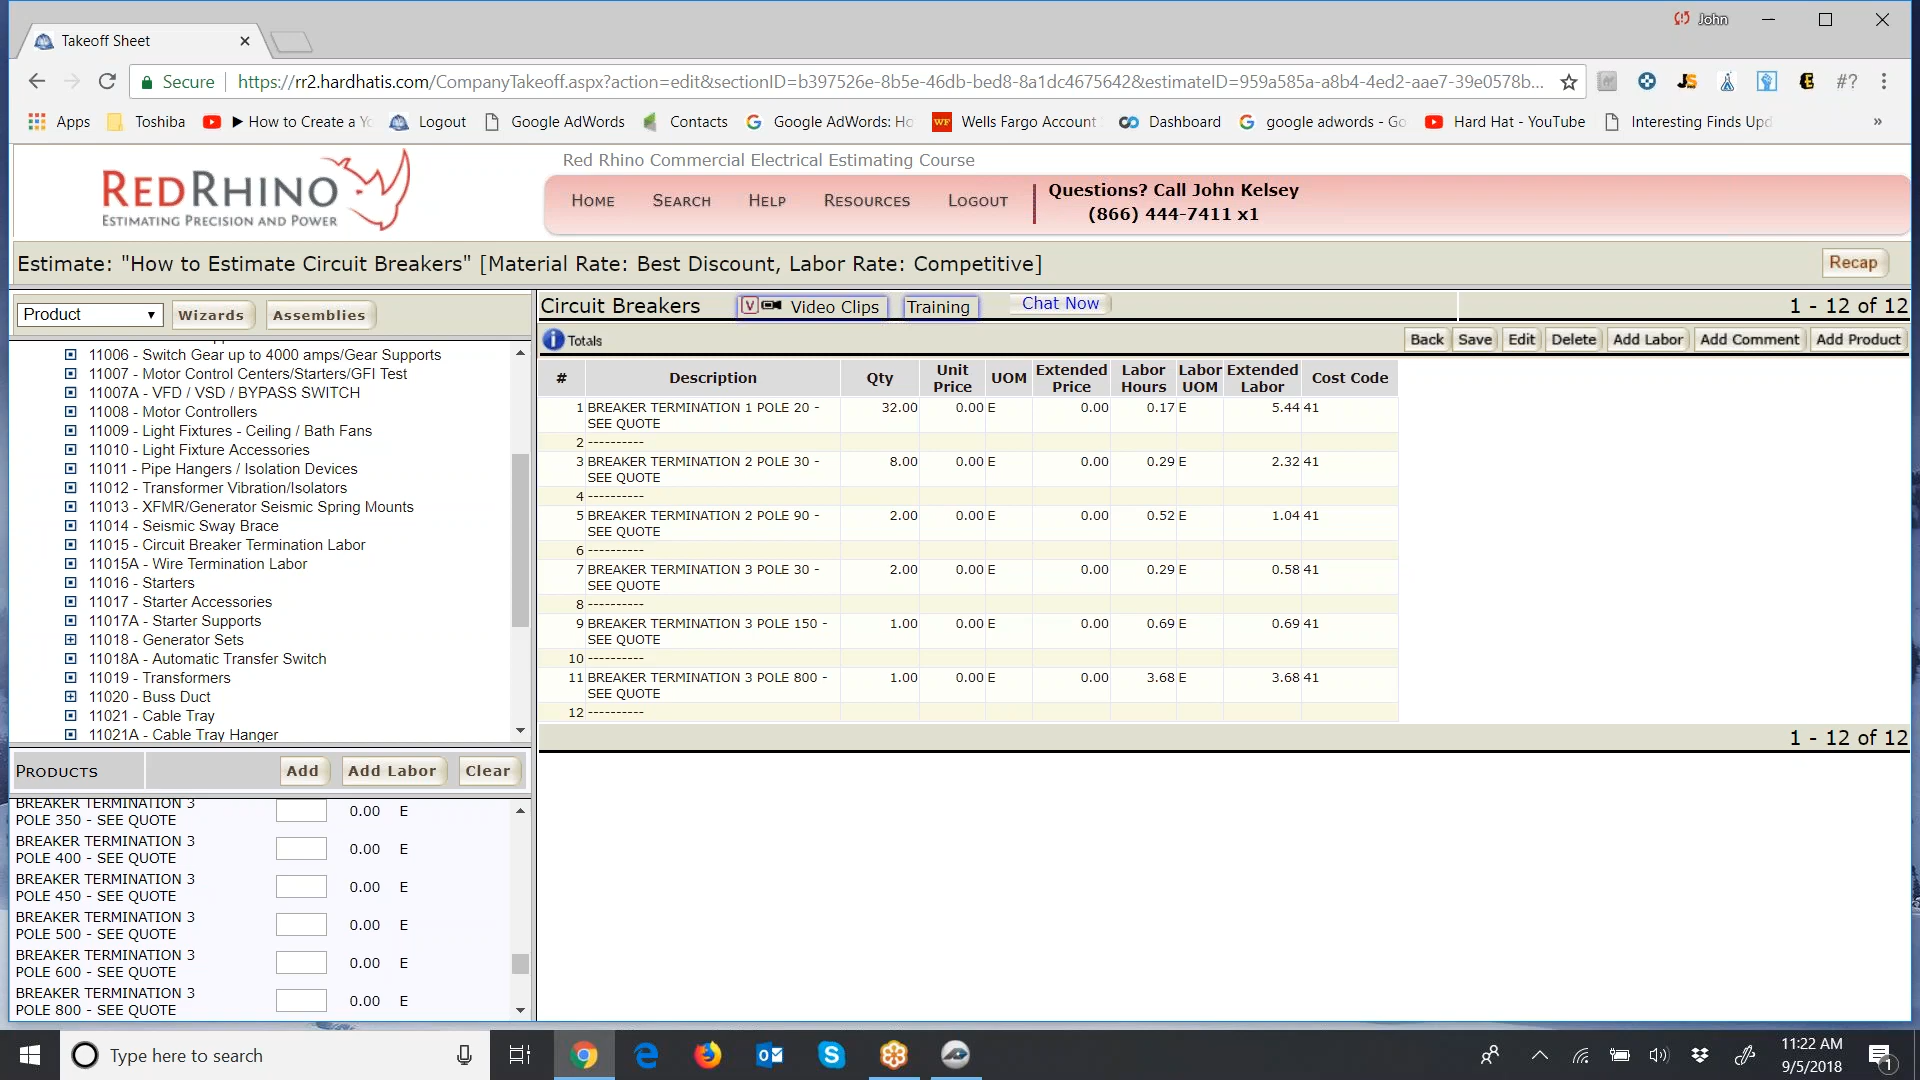 John
Takeoff Sheet
Secure
https://rr2.hardhatis.com/CompanyTakeoff.aspx?action=edit&sectionID=b397526e-8b5e-46db-bed8-8a1dc4675642&estimateID=959a585a-a8b4-4ed2-aae7-39e0578b...
#?
Apps Toshiba ▶ How to Create a Yo Logout Google AdWords Contacts Google AdWords: Ho Wells Fargo Account Dashboard google adwords - Go Hard Hat - YouTube Interesting Finds Upd »
REDRHINO
ESTIMATING PRECISION AND POWER
Red Rhino Commercial Electrical Estimating Course
HOME SEARCH HELP RESOURCES LOGOUT
Questions? Call John Kelsey
(866) 444-7411 x1
Estimate: "How to Estimate Circuit Breakers" [Material Rate: Best Discount, Labor Rate: Competitive]
Recap
Product Wizards Assemblies
Circuit Breakers V Video Clips Training Chat Now 1 - 12 of 12
Totals
Back Save Edit Delete Add Labor Add Comment Add Product
11006 - Switch Gear up to 4000 amps/Gear Supports
11007 - Motor Control Centers/Starters/GFI Test
11007A - VFD / VSD / BYPASS SWITCH
11008 - Motor Controllers
11009 - Light Fixtures - Ceiling / Bath Fans
11010 - Light Fixture Accessories
11011 - Pipe Hangers / Isolation Devices
11012 - Transformer Vibration/Isolators
11013 - XFMR/Generator Seismic Spring Mounts
11014 - Seismic Sway Brace
11015 - Circuit Breaker Termination Labor
11015A - Wire Termination Labor
11016 - Starters
11017 - Starter Accessories
11017A - Starter Supports
11018 - Generator Sets
11018A - Automatic Transfer Switch
11019 - Transformers
11020 - Buss Duct
11021 - Cable Tray
11021A - Cable Tray Hanger
# Description Qty Unit Price UOM Extended Price Labor Hours Labor UOM Extended Labor Cost Code
1 BREAKER TERMINATION 1 POLE 20 - 32.00 0.00 E 0.00 0.17 E 5.44 41
SEE QUOTE
2 ----------
3 BREAKER TERMINATION 2 POLE 30 - 8.00 0.00 E 0.00 0.29 E 2.32 41
SEE QUOTE
4 ----------
5 BREAKER TERMINATION 2 POLE 90 - 2.00 0.00 E 0.00 0.52 E 1.04 41
SEE QUOTE
6 ----------
7 BREAKER TERMINATION 3 POLE 30 - 2.00 0.00 E 0.00 0.29 E 0.58 41
SEE QUOTE
8 ----------
9 BREAKER TERMINATION 3 POLE 150 - 1.00 0.00 E 0.00 0.69 E 0.69 41
SEE QUOTE
10 ----------
11 BREAKER TERMINATION 3 POLE 800 - 1.00 0.00 E 0.00 3.68 E 3.68 41
SEE QUOTE
12 ----------
1 - 12 of 12
PRODUCTS Add Add Labor Clear
BREAKER TERMINATION 3
POLE 350 - SEE QUOTE 0.00 E
BREAKER TERMINATION 3
POLE 400 - SEE QUOTE 0.00 E
BREAKER TERMINATION 3
POLE 450 - SEE QUOTE 0.00 E
BREAKER TERMINATION 3
POLE 500 - SEE QUOTE 0.00 E
BREAKER TERMINATION 3
POLE 600 - SEE QUOTE 0.00 E
BREAKER TERMINATION 3
POLE 800 - SEE QUOTE 0.00 E
Type here to search
11:22 AM
9/5/2018
1